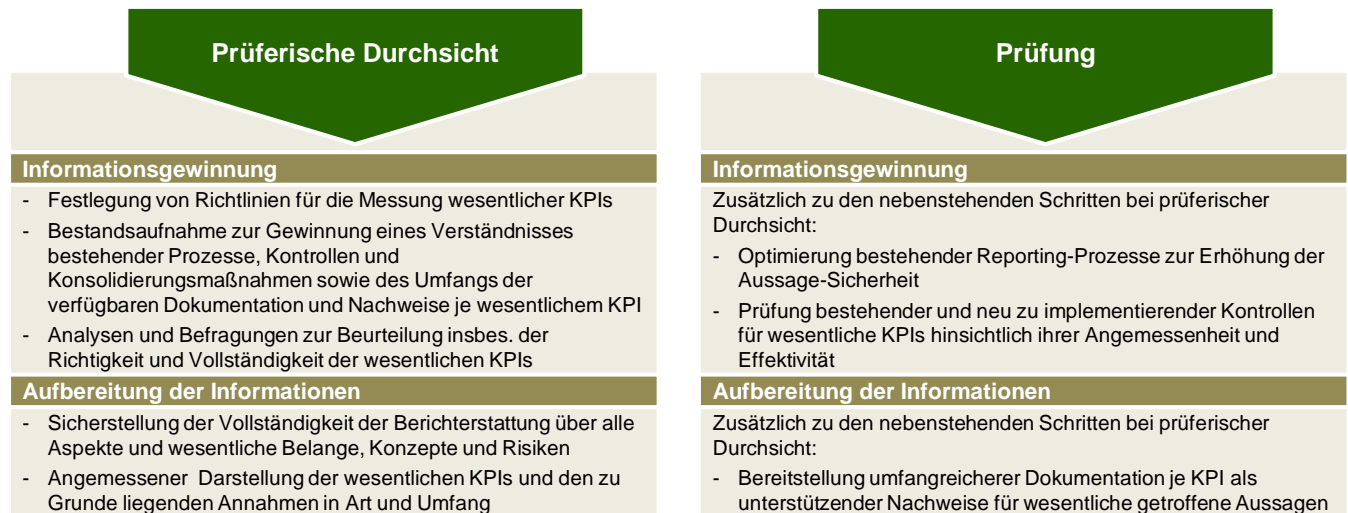 Prüferische Durchsicht
Informationsgewinnung
- Festlegung von Richtlinien für die Messung wesentlicher KPIs
- Bestandsaufnahme zur Gewinnung eines Verständnisses
bestehender Prozesse, Kontrollen und
Konsolidierungsmaßnahmen sowie des Umfangs der
verfügbaren Dokumentation und Nachweise je wesentlichem KPI
- Analysen und Befragungen zur Beurteilung insbes. der
Richtigkeit und Vollständigkeit der wesentlichen KPIs
Aufbereitung der Informationen
- Sicherstellung der Vollständigkeit der Berichterstattung über alle
Aspekte und wesentliche Belange, Konzepte und Risiken
- Angemessener Darstellung der wesentlichen KPIs und den zu
Grunde liegenden Annahmen in Art und Umfang
Prüfung
Informationsgewinnung
Zusätzlich zu den nebenstehenden Schritten bei prüferischer
Durchsicht:
- Optimierung bestehender Reporting-Prozesse zur Erhöhung der
Aussage-Sicherheit
- Prüfung bestehender und neu zu implementierender Kontrollen
für wesentliche KPIs hinsichtlich ihrer Angemessenheit und
Effektivität
Aufbereitung der Informationen
Zusätzlich zu den nebenstehenden Schritten bei prüferischer
Durchsicht:
- Bereitstellung umfangreicherer Dokumentation je KPI als
unterstützender Nachweise für wesentliche getroffene Aussagen